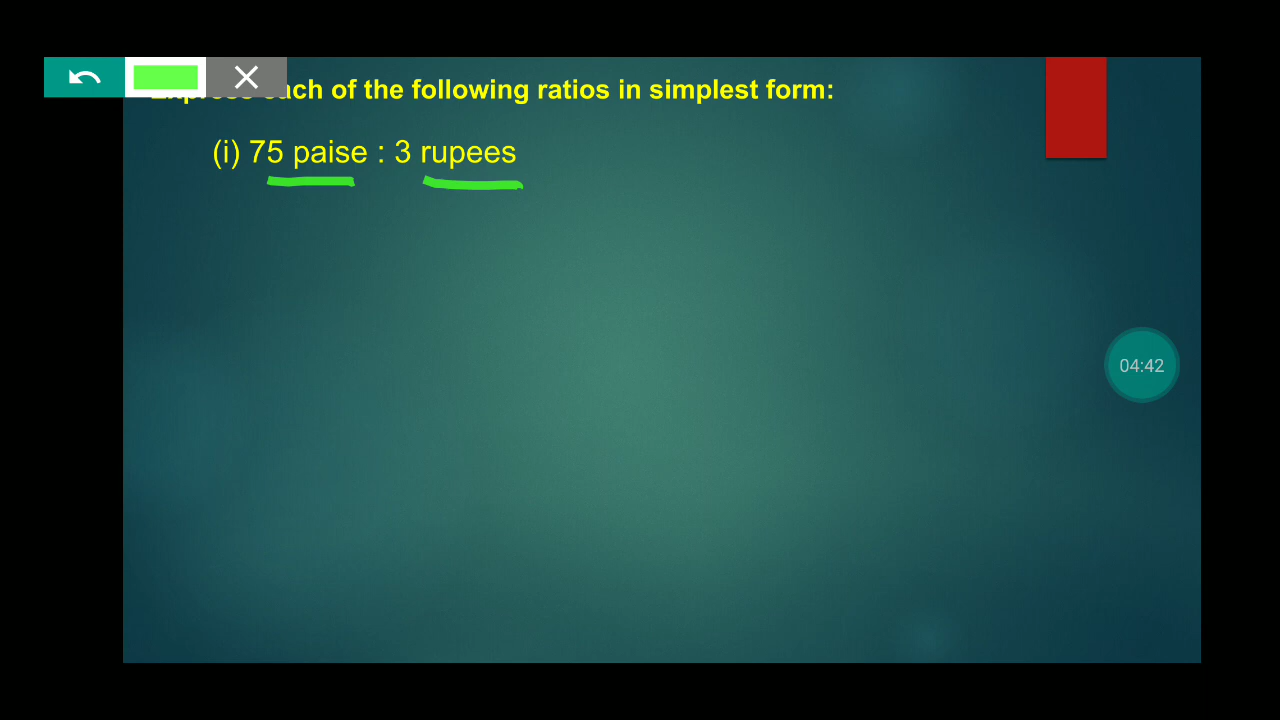 each of the following ratios in simplest form:
(i) 75 paise : 3 rupees
04:42